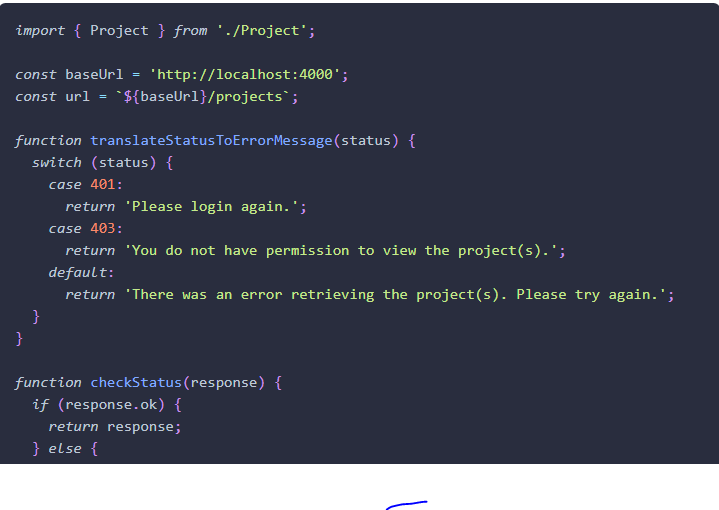 import { Project } from './Project';
const baseUrl = 'http://localhost:4000';
const url = `${baseUrl}/projects`;
function translateStatusToErrorMessage(status) {
switch (status) {
case 401:
return 'Please login again.';
case 403:
return 'You do not have permission to view the project(s).';
default:
return 'There was an error retrieving the project(s). Please try again.';
}
}
function checkStatus(response) {
if (response.ok) {
return response;
} else {